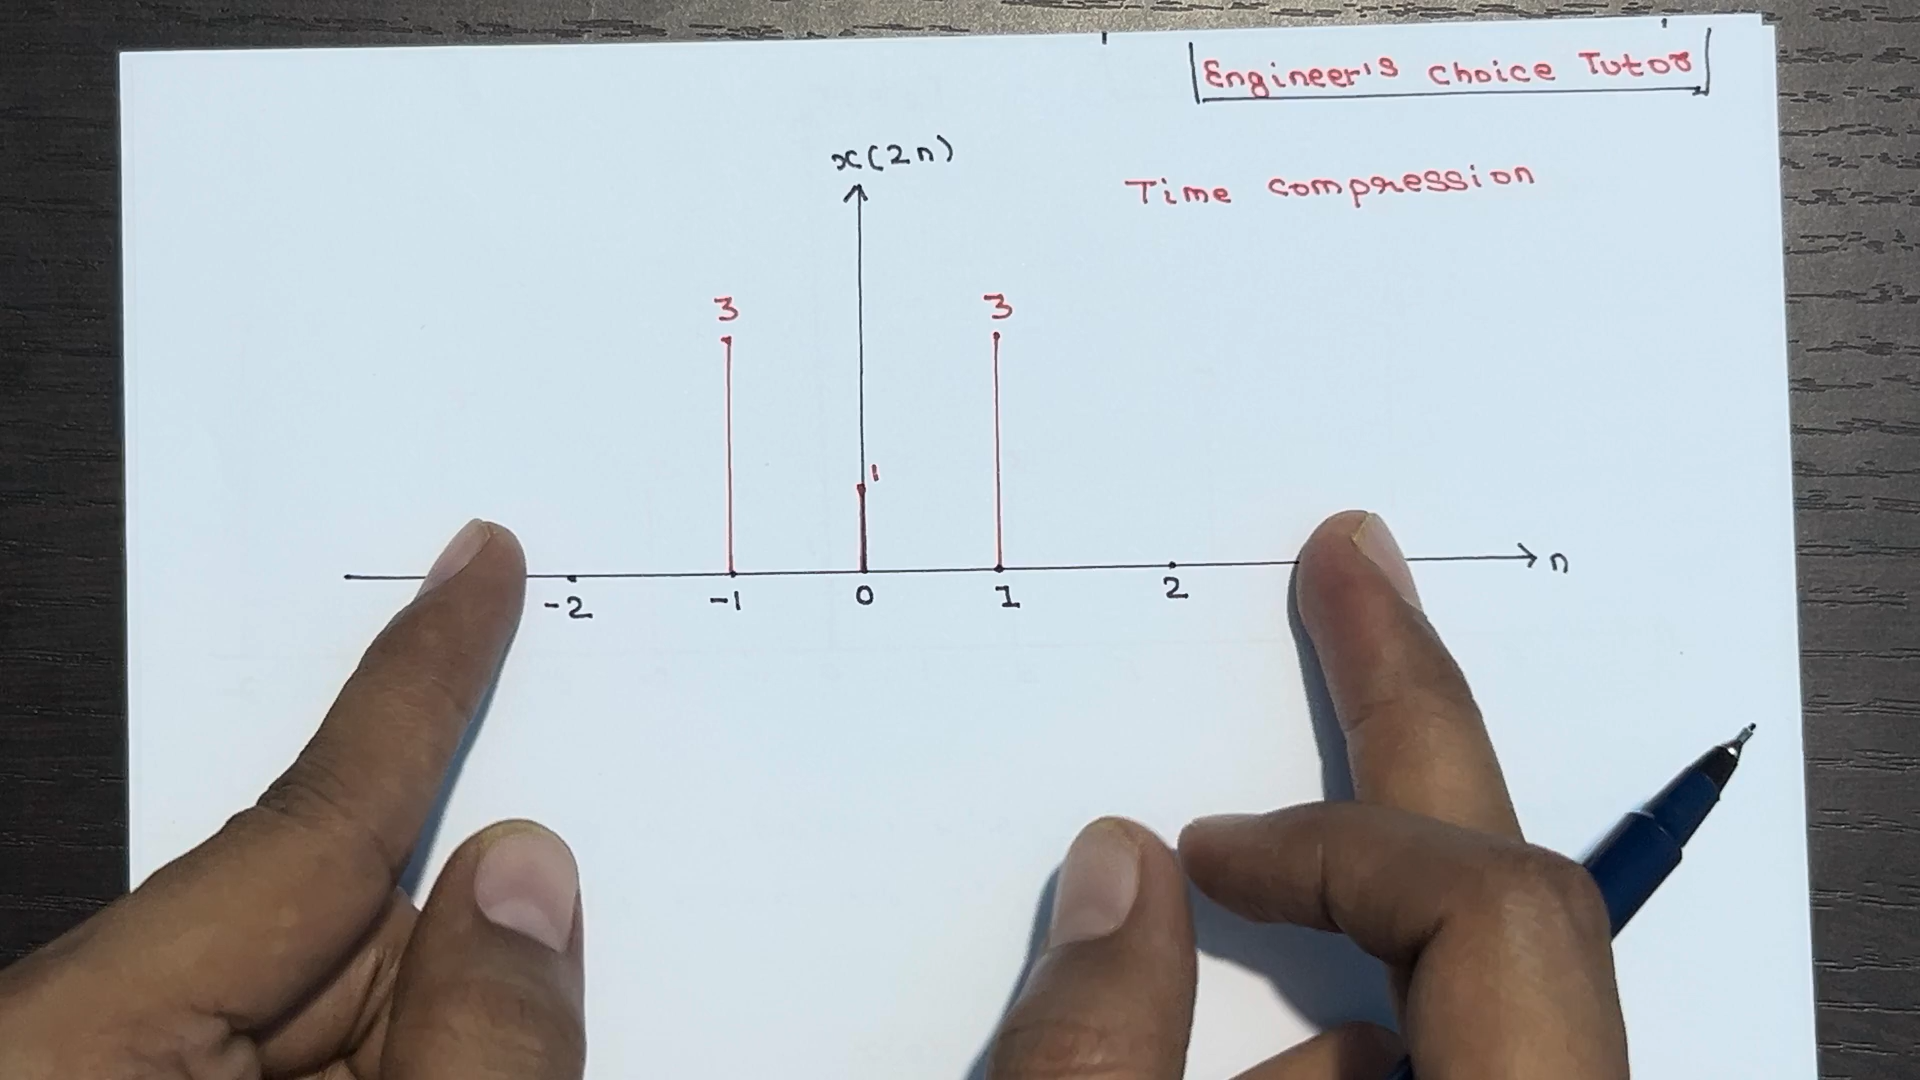 Engineer's choice Tutor
x(2n)
Time compression
3 3
1
-2 -1 0 1 2 n